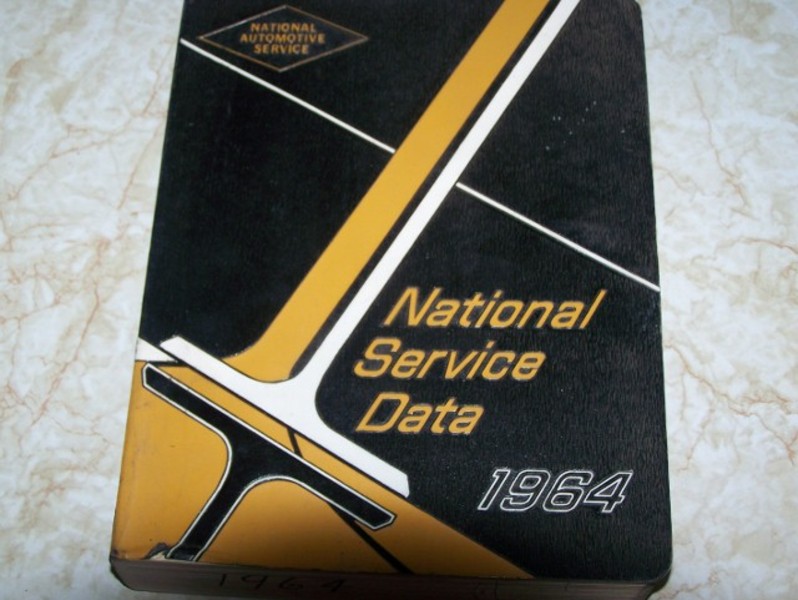 NATIONAL
AUTOMOTIVE
SERVICE
National
Service
Data
1964
1964